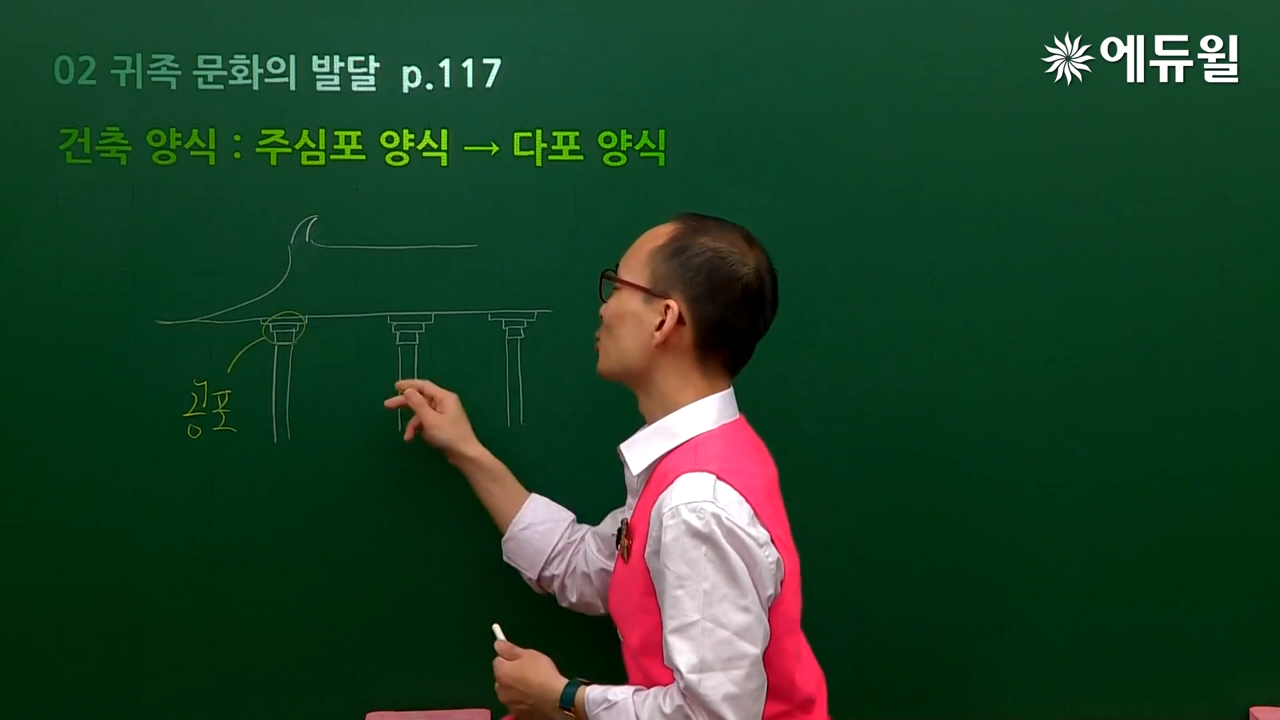 02 귀족 문화의 발달 p.117
에듀윌
건축 양식 : 주심포 양식 → 다포 양식
공포